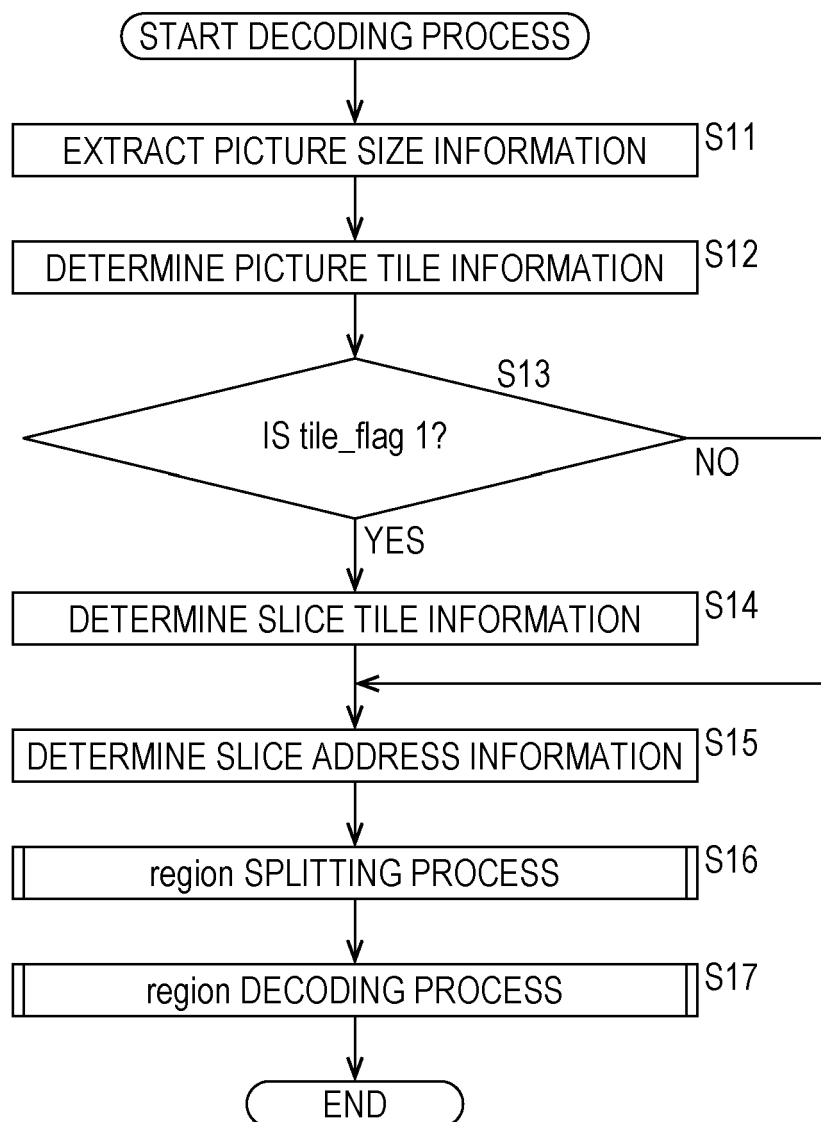 START DECODING PROCESS
EXTRACT PICTURE SIZE INFORMATION
S11
DETERMINE PICTURE TILE INFORMATION
S12
S13
IS tile_flag 1?
NO
YES
DETERMINE SLICE TILE INFORMATION
S14
DETERMINE SLICE ADDRESS INFORMATION
S15
region SPLITTING PROCESS
S16
region DECODING PROCESS
S17
END